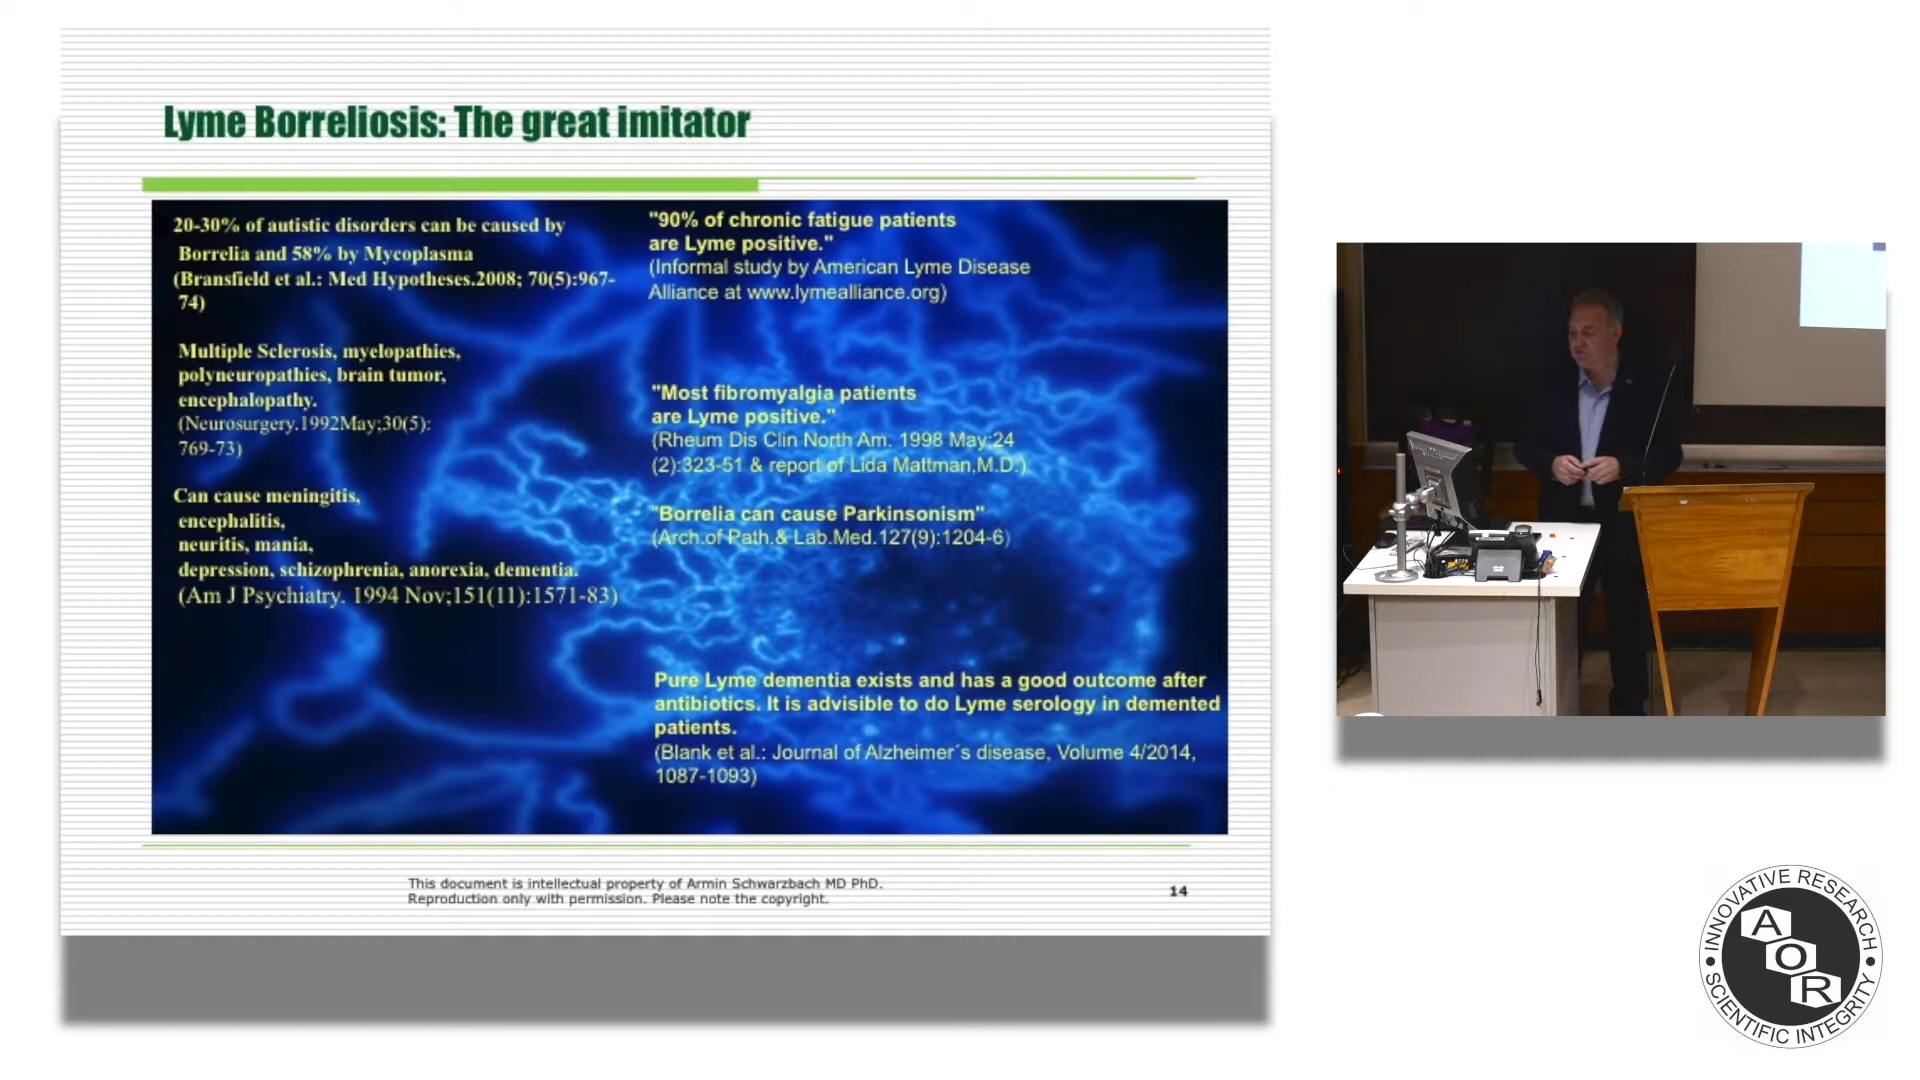 Lyme Borreliosis: The great imitator
20-30% of autistic disorders can be caused by
Borrelia and 58% by Mycoplasma
(Bransfield et al.: Med Hypotheses.2008; 70(5):967-
74)
Multiple Sclerosis, myelopathies,
polyneuropathies, brain tumor,
encephalopathy.
(Neurosurgery.1992May;30(5):
769-73)
Can cause meningitis,
encephalitis,
neuritis, mania,
depression, schizophrenia, anorexia, dementia.
(Am J Psychiatry. 1994 Nov;151(11):1571-83)
"90% of chronic fatigue patients
are Lyme positive."
(Informal study by American Lyme Disease
Alliance at www.lymealliance.org)
"Most fibromyalgia patients
are Lyme positive."
(Rheum Dis Clin North Am. 1998 May;24
(2):323-51 & report of Lida Mattman,M.D.)
"Borrelia can cause Parkinsonism"
(Arch.of Path.& Lab.Med.127(9):1204-6)
Pure Lyme dementia exists and has a good outcome after
antibiotics. It is advisible to do Lyme serology in demented
patients.
(Blank et al.: Journal of Alzheimer´s disease, Volume 4/2014,
1087-1093)
This document is intellectual property of Armin Schwarzbach MD PhD.
Reproduction only with permission. Please note the copyright.
14
INNOVATIVE RESEARCH
AOR
SCIENTIFIC INTEGRITY